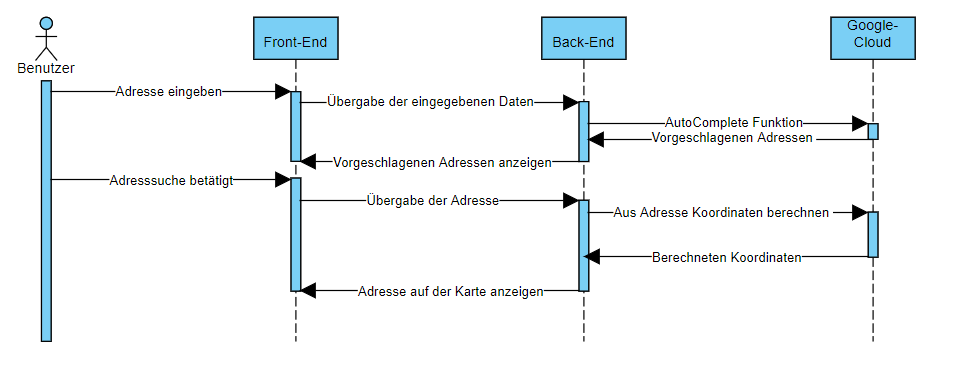 Google-
Cloud
Front-End
Back-End
Benutzer
Adresse eingeben
Übergabe der eingegebenen Daten
AutoComplete Funktion
Vorgeschlagenen Adressen
Vorgeschlagenen Adressen anzeigen
Adresssuche betätigt
Übergabe der Adresse
Aus Adresse Koordinaten berechnen
Berechneten Koordinaten
Adresse auf der Karte anzeigen